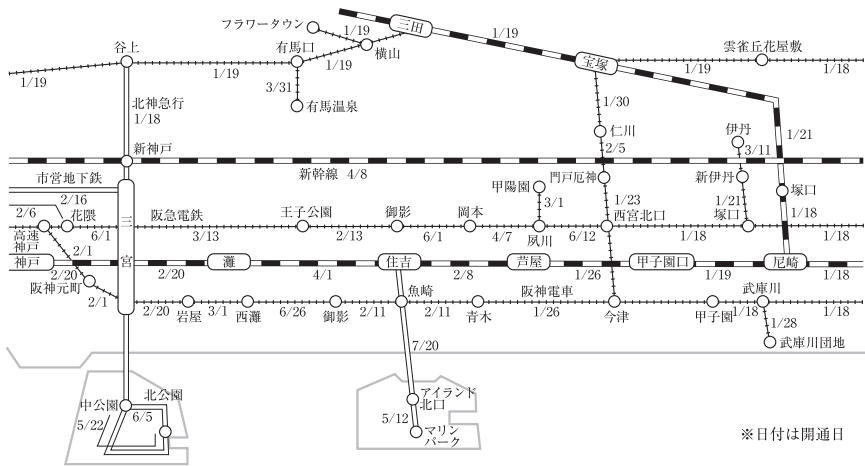 フラワータウン
1/19
三田
1/19
谷上
有馬口
横山
宝塚
雲雀丘花屋敷
1/19
1/19
1/19
1/19
1/18
北神急行
1/18
3/31
有馬温泉
1/30
仁川
伊丹
1/21
新神戸
2/5
3/11
新幹線 4/8
市営地下鉄
甲陽園
門戸厄神
新伊丹
塚口
2/16
3/1
1/23
1/21
1/18
2/6
花隈
三宮
阪急電鉄
王子公園
御影
岡本
西宮北口
塚口
高速
神戸
6/1
3/13
2/13
6/1
4/7
夙川
6/12
1/18
1/18
2/1
神戸
灘
住吉
芦屋
甲子園口
尼崎
2/20
2/20
4/1
2/8
1/26
1/19
1/18
阪神元町
2/1
魚崎
阪神電車
武庫川
2/20
岩屋
3/1
西灘
6/26
御影
2/11
2/11
青木
1/26
今津
甲子園
1/18
1/18
1/28
武庫川団地
7/20
北公園
中公園
6/5
5/22
アイランド
北口
5/12
マリン
パーク
※日付は開通日